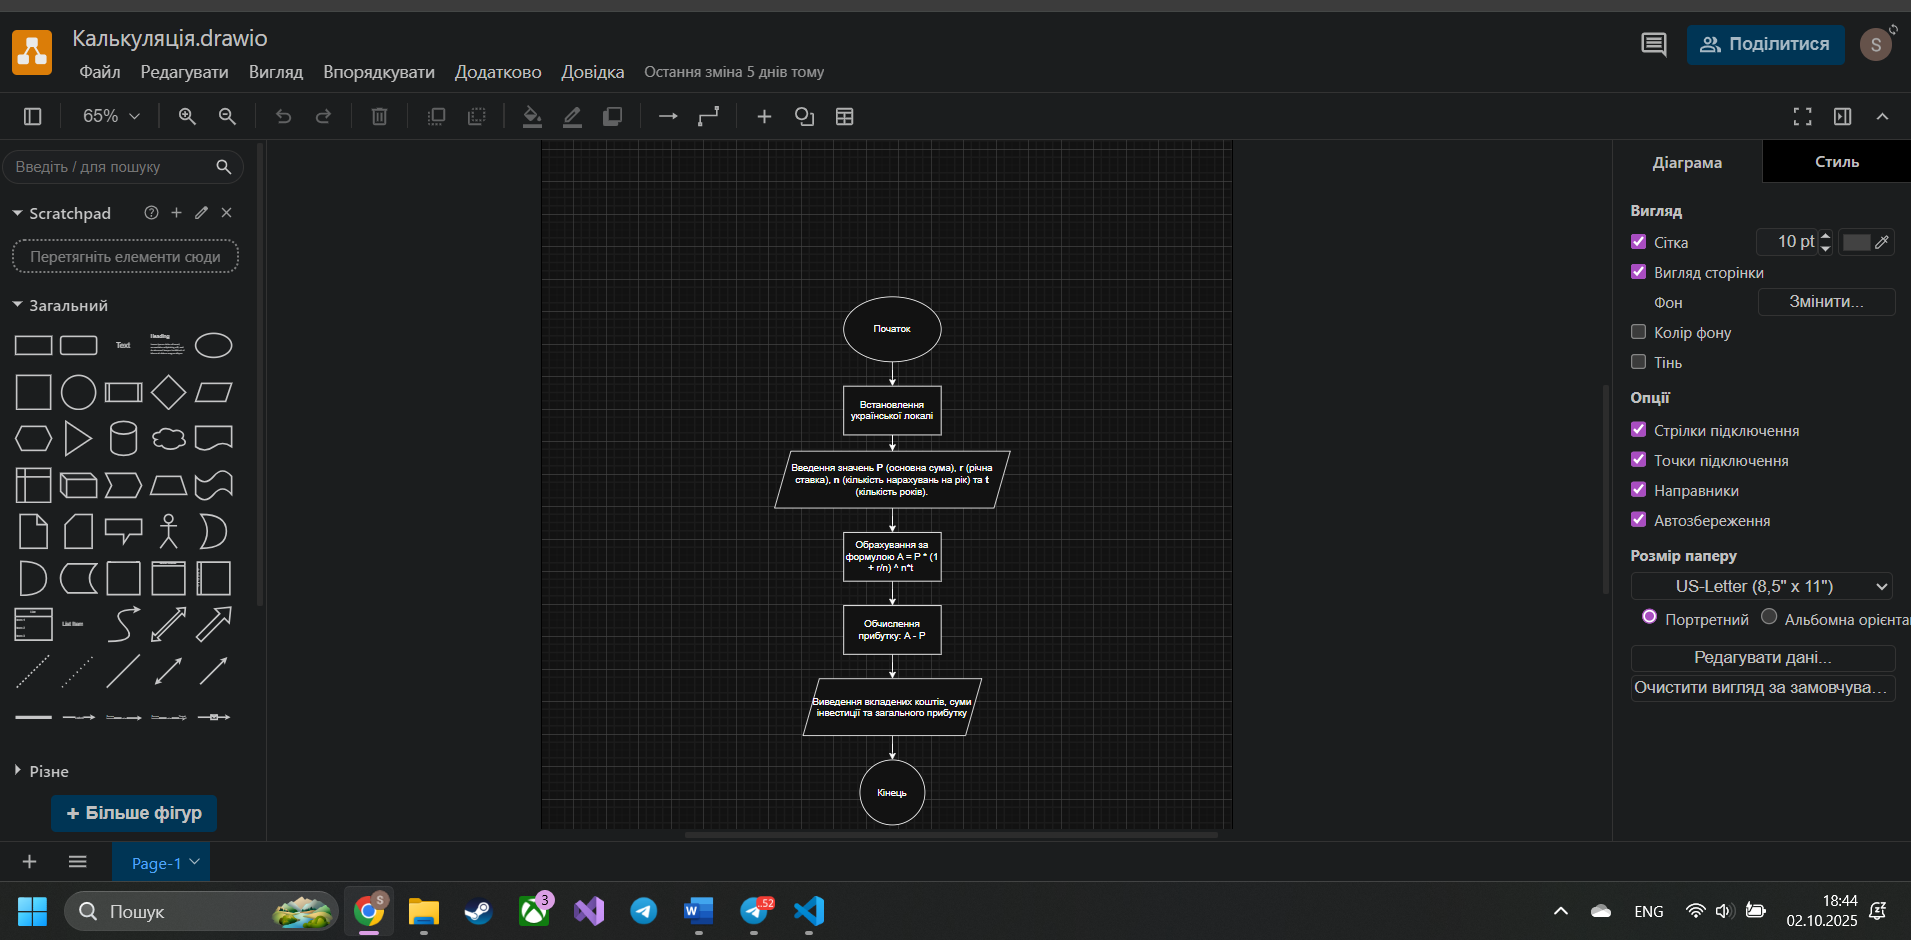 Калькуляція.drawio
Файл Редагувати Вигляд Впорядкувати Додатково Довідка Остання зміна 5 днів тому
Поділитися
S
65%
Введіть / для пошуку
Scratchpad
Перетягніть елементи сюди
Загальний
Text
Heading
List Item
Різне
+ Більше фігур
Початок
Встановлення
української локалі
Введення значень P (основна сума), r (річна
ставка), n (кількість нарахувань на рік) та t
(кількість років).
Обрахування за
формулою A = P * (1
+ r/n) ^ n*t
Обчислення
прибутку: A - P
Виведення вкладених коштів, суми
інвестиції та загального прибутку
Кінець
Діаграма
Стиль
Вигляд
Сітка
10 pt
Вигляд сторінки
Фон
Змінити...
Колір фону
Тінь
Опції
Стрілки підключення
Точки підключення
Направники
Автозбереження
Розмір паперу
US-Letter (8,5" x 11")
Портретний
Альбомна орієнта
Редагувати дані...
Очистити вигляд за замовчува...
Page-1
Пошук
S
3
..52
ENG
18:44
02.10.2025